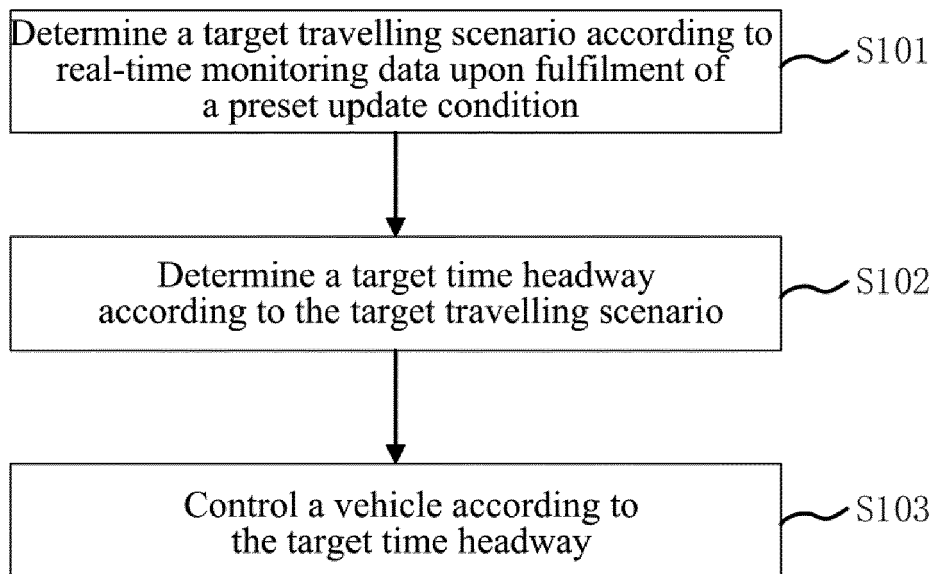 Determine a target travelling scenario according to
real-time monitoring data upon fulfilment of
a preset update condition
S101
Determine a target time headway
according to the target travelling scenario
S102
Control a vehicle according to
the target time headway
S103